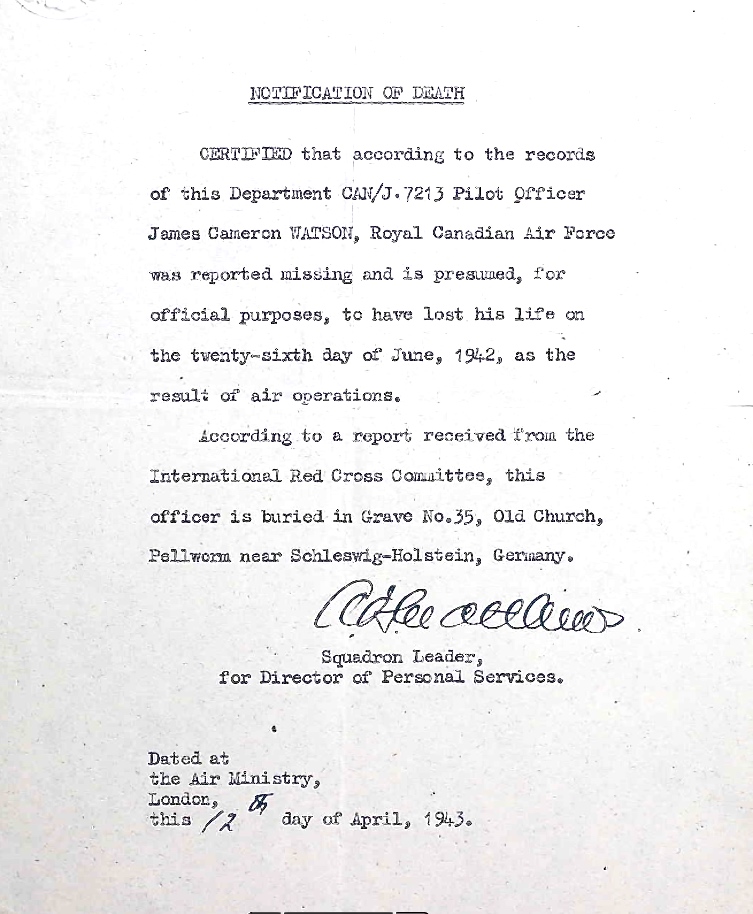 NOTIFICATION OF DEATH
CERTIFIED that according to the records
of this Department CAN/J.7213 Pilot Officer
James Cameron WATSON, Royal Canadian Air Force
was reported missing and is presumed, for
official purposes, to have lost his life on
the twenty-sixth day of June, 1942, as the
result of air operations.
According to a report received from the
International Red Cross Committee, this
officer is buried in Grave No.35, Old Church,
Pellworm near Schleswig-Holstein, Germany.
Squadron Leader,
for Director of Personal Services.
Dated at
the Air Ministry,
London,
this 12th day of April, 1943.